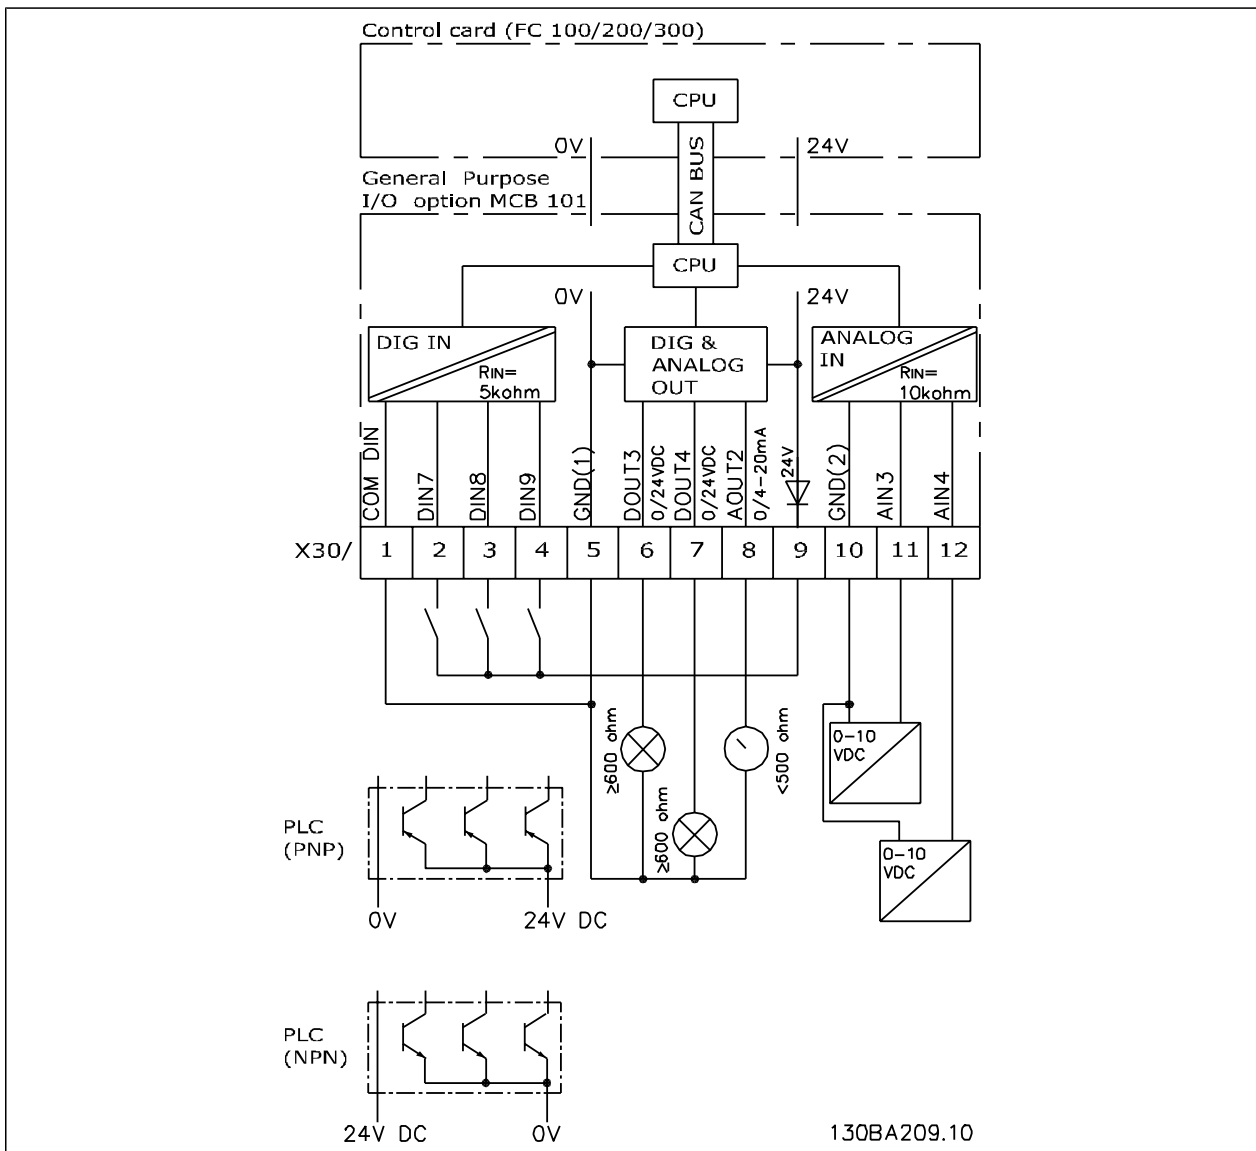 Control card (FC 100/200/300)
CPU
0V
24V
CAN BUS
General Purpose
I/O option MCB 101
CPU
0V
24V
DIG IN
RIN=
5kohm
DIG &
ANALOG
OUT
ANALOG
IN
RIN=
10kohm
COM DIN
DIN7
DIN8
DIN9
GND(1)
DOUT3
0/24VDC
DOUT4
0/24VDC
AOUT2
0/4-20mA
24V
GND(2)
AIN3
AIN4
X30/ 1 2 3 4 5 6 7 8 9 10 11 12
≥600 ohm
≥600 ohm
<500 ohm
0-10
VDC
0-10
VDC
PLC
(PNP)
0V 24V DC
PLC
(NPN)
24V DC 0V
130BA209.10